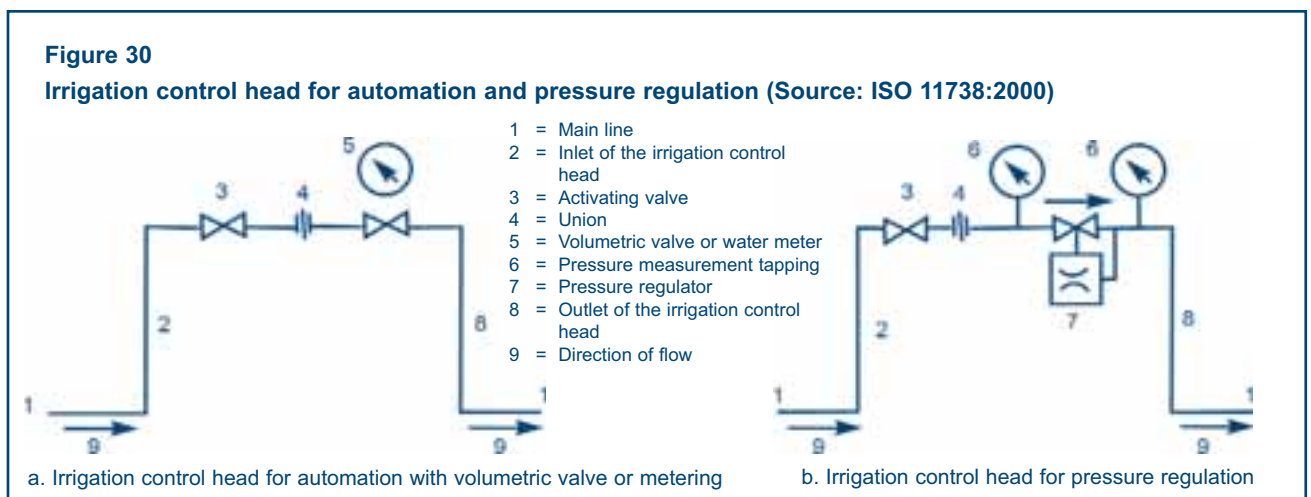 Figure 30
Irrigation control head for automation and pressure regulation (Source: ISO 11738:2000)
1 = Main line
2 = Inlet of the irrigation control
head
3 = Activating valve
4 = Union
5 = Volumetric valve or water meter
6 = Pressure measurement tapping
7 = Pressure regulator
8 = Outlet of the irrigation control
head
9 = Direction of flow
5
3
4
2
8
1
1
9
9
6
6
3
4
7
2
8
1
1
9
9
a. Irrigation control head for automation with volumetric valve or metering
b. Irrigation control head for pressure regulation